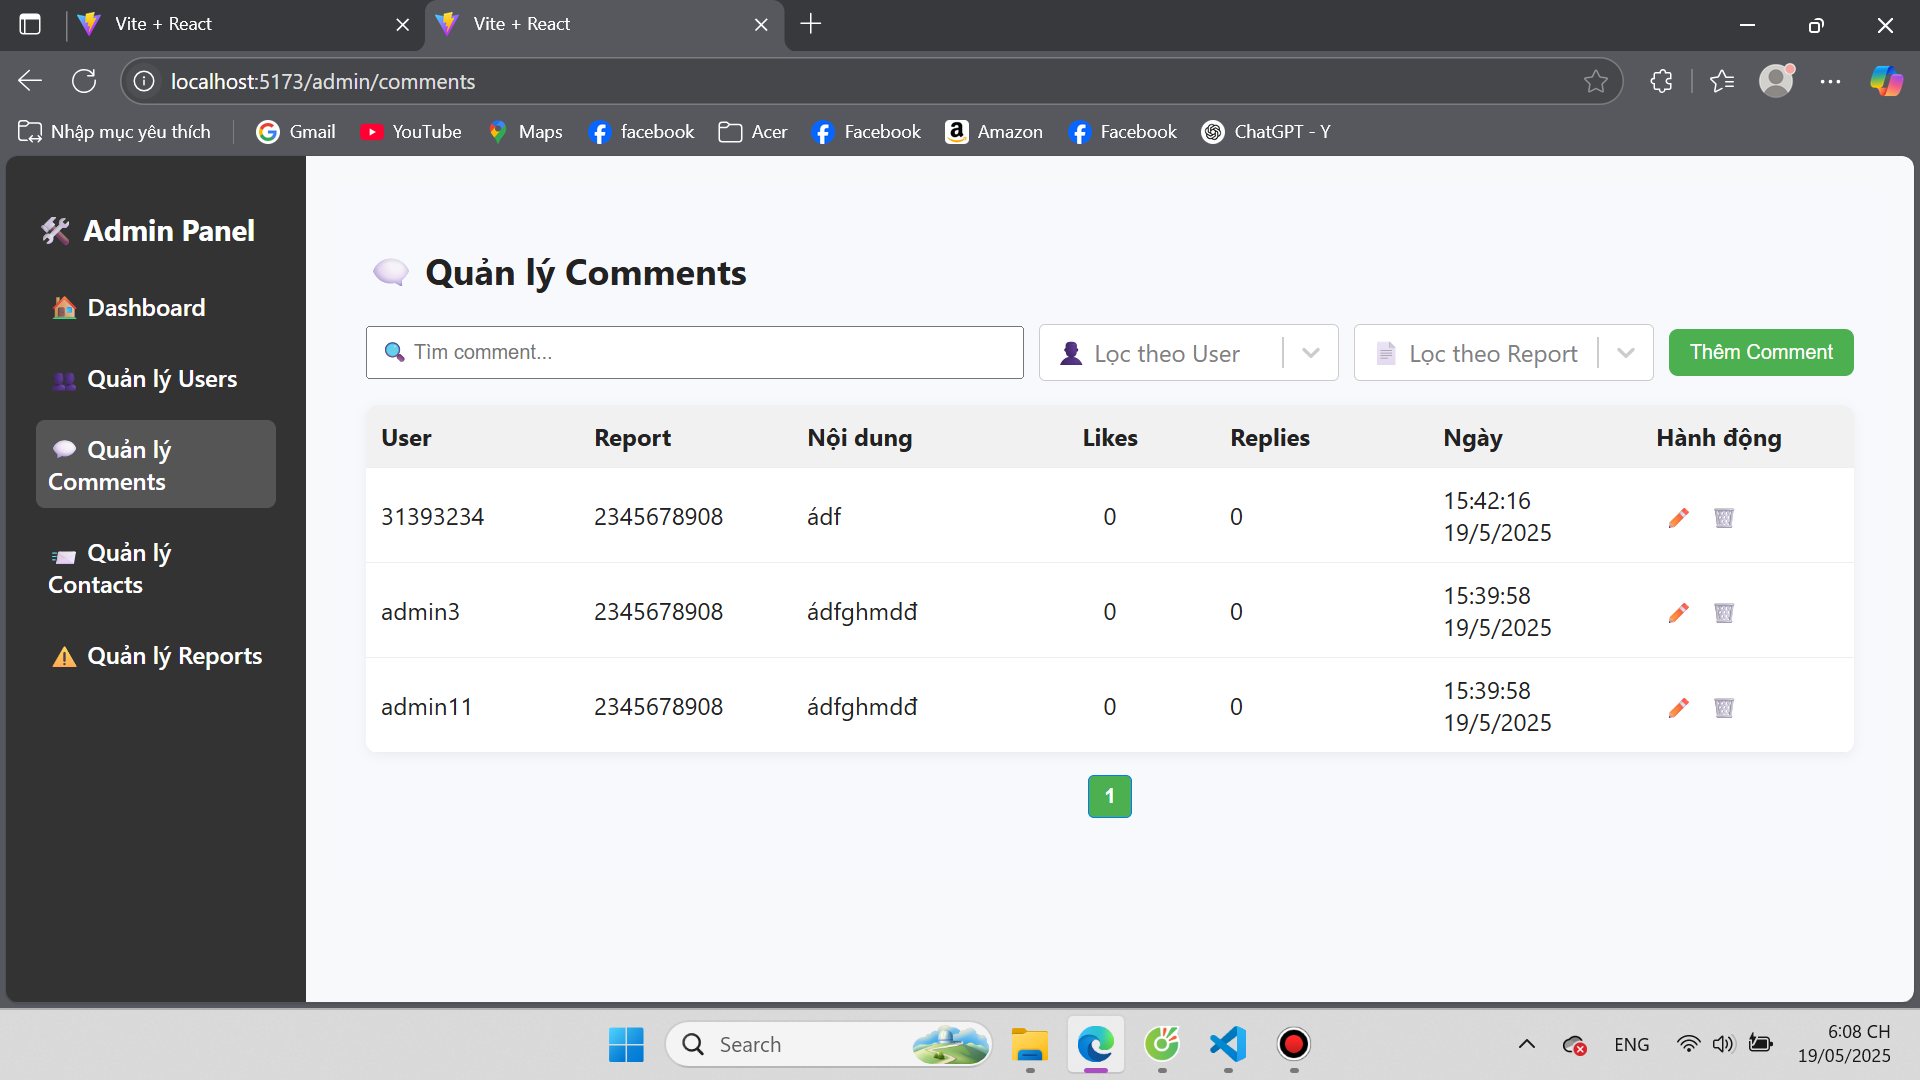 Vite + React
Vite + React
localhost:5173/admin/comments
Nhập mục yêu thích
Gmail
YouTube
Maps
facebook
Acer
Facebook
Amazon
Facebook
ChatGPT - Y
Admin Panel
Dashboard
Quản lý Users
Quản lý
Comments
Quản lý
Contacts
Quản lý Reports
Quản lý Comments
Tìm comment...
Lọc theo User
Lọc theo Report
Thêm Comment
User Report Nội dung Likes Replies Ngày Hành động
31393234 2345678908 ádf 0 0 15:42:16
19/5/2025
admin3 2345678908 ádfghmdđ 0 0 15:39:58
19/5/2025
admin11 2345678908 ádfghmdđ 0 0 15:39:58
19/5/2025
1
Search
ENG
6:08 CH
19/05/2025